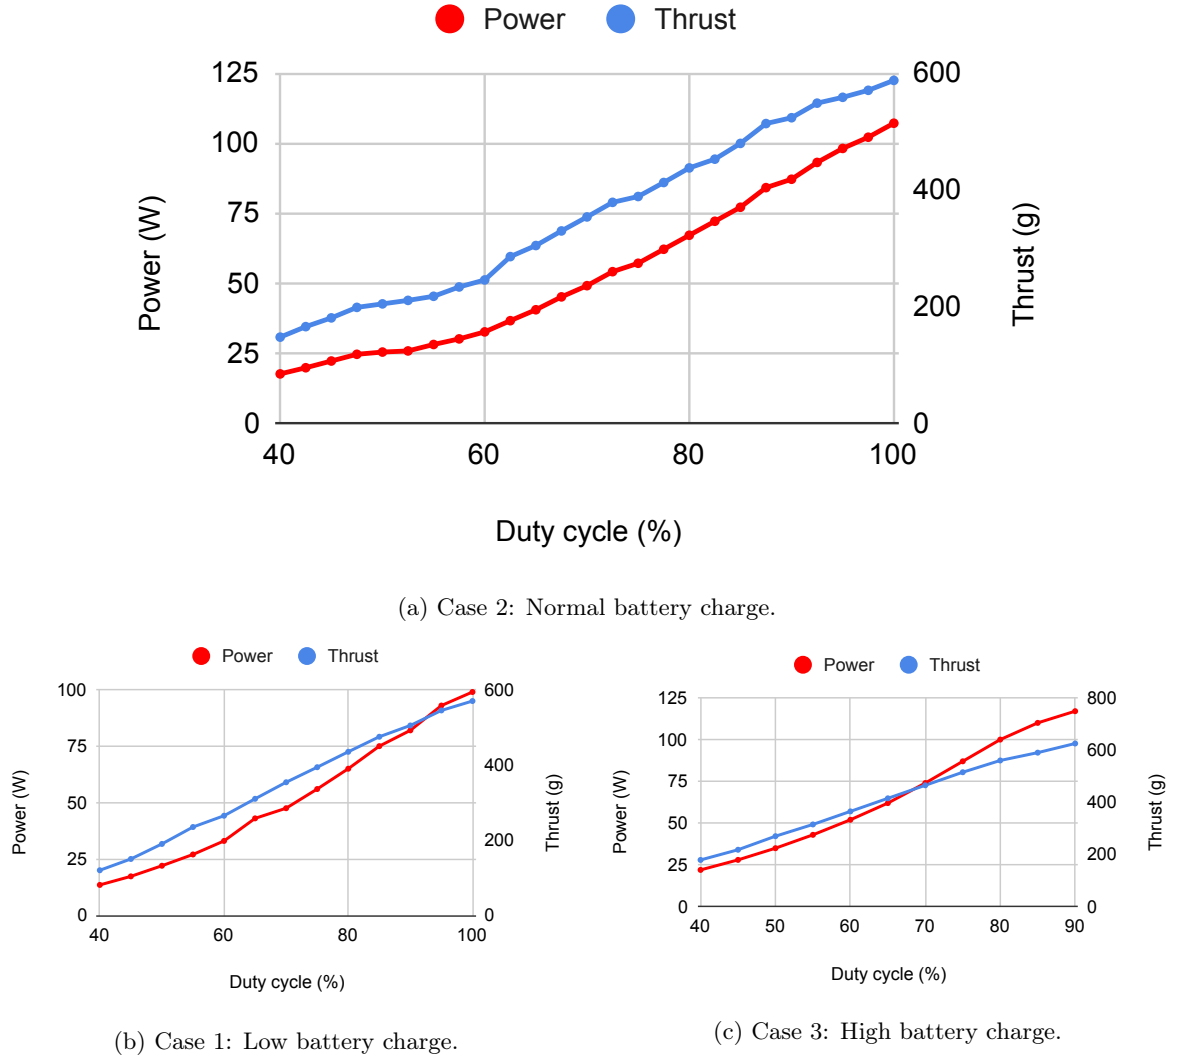 Power Thrust
125
100
75
50
25
0
600
400
200
0
40 60 80 100
Power (W)
Thrust (g)
Duty cycle (%)
(a) Case 2: Normal battery charge.
Power Thrust
100
75
50
25
0
600
400
200
0
40 60 80 100
Power (W)
Thrust (g)
Duty cycle (%)
(b) Case 1: Low battery charge.
Power Thrust
125
100
75
50
25
0
800
600
400
200
0
40 50 60 70 80 90
Power (W)
Thrust (g)
Duty cycle (%)
(c) Case 3: High battery charge.